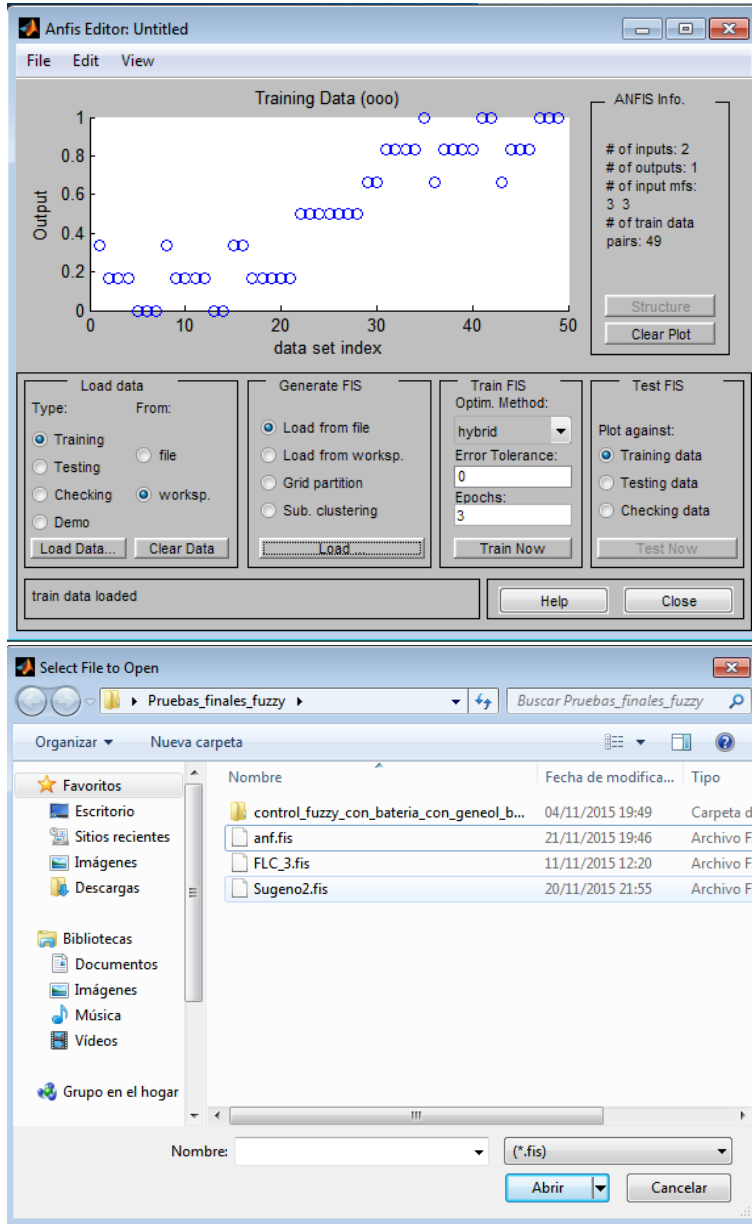 Anfis Editor: Untitled
File Edit View
Training Data (ooo)
1
0.8
0.6
0.4
0.2
0
Output
0 10 20 30 40 50
data set index
ANFIS Info.
# of inputs: 2
# of outputs: 1
# of input mfs:
3 3
# of train data
pairs: 49
Structure
Clear Plot
Load data
Type: From:
Training
Testing
Checking
Demo
file
worksp.
Load Data... Clear Data
Generate FIS
Load from file
Load from worksp.
Grid partition
Sub. clustering
Load ...
Train FIS
Optim. Method:
hybrid
Error Tolerance:
0
Epochs:
3
Train Now
Test FIS
Plot against:
Training data
Testing data
Checking data
Test Now
train data loaded
Help Close
Select File to Open
Pruebas_finales_fuzzy
Buscar Pruebas_finales_fuzzy
Organizar Nueva carpeta
Favoritos
Escritorio
Sitios recientes
Imágenes
Descargas
Bibliotecas
Documentos
Imágenes
Música
Vídeos
Grupo en el hogar
Nombre Fecha de modifica... Tipo
control_fuzzy_con_bateria_con_geneol_b... 04/11/2015 19:49 Carpeta d
anf.fis 21/11/2015 19:46 Archivo F
FLC_3.fis 11/11/2015 12:20 Archivo F
Sugeno2.fis 20/11/2015 21:55 Archivo F
Nombre: (*.fis)
Abrir Cancelar